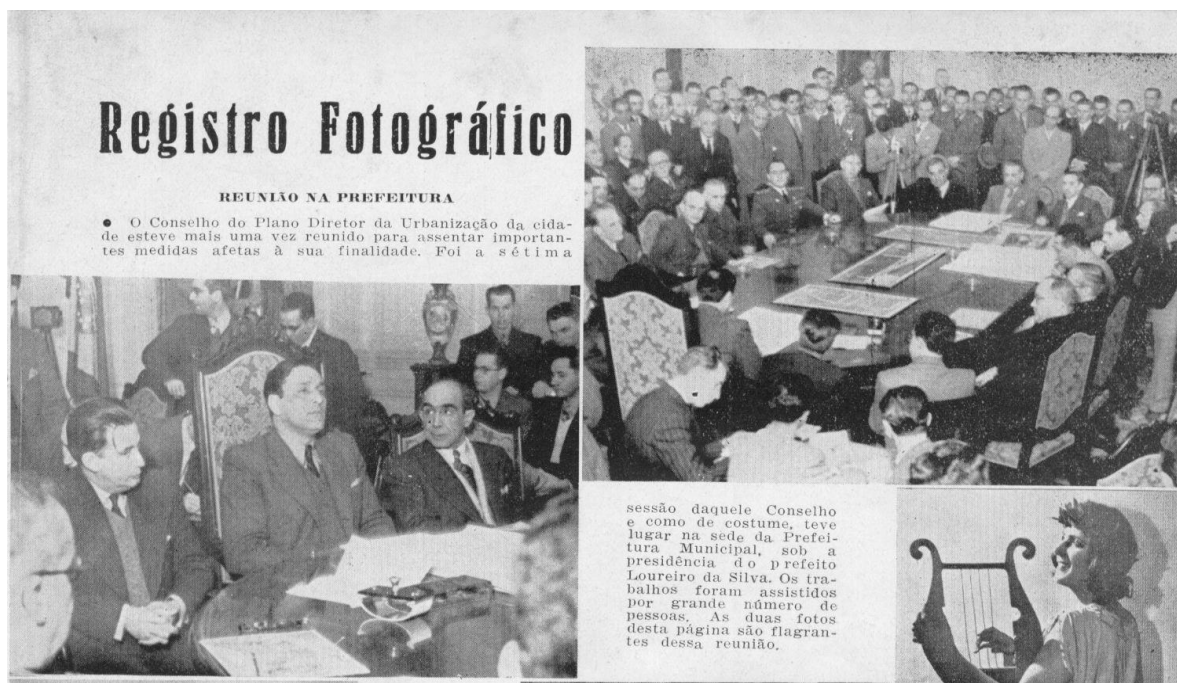 Registro Fotográfico
REUNIÃO NA PREFEITURA
● O Conselho do Plano Diretor da Urbanização da cida-
de esteve mais uma vez reunido para assentar importan-
tes medidas afetas à sua finalidade. Foi a sétima
sessão daquele Conselho
e como de costume, teve
lugar na sede da Prefei-
tura Municipal, sob a
presidência do prefeito
Loureiro da Silva. Os tra-
balhos foram assistidos
por grande número de
pessoas. As duas fotos
desta página são flagran-
tes dessa reunião.